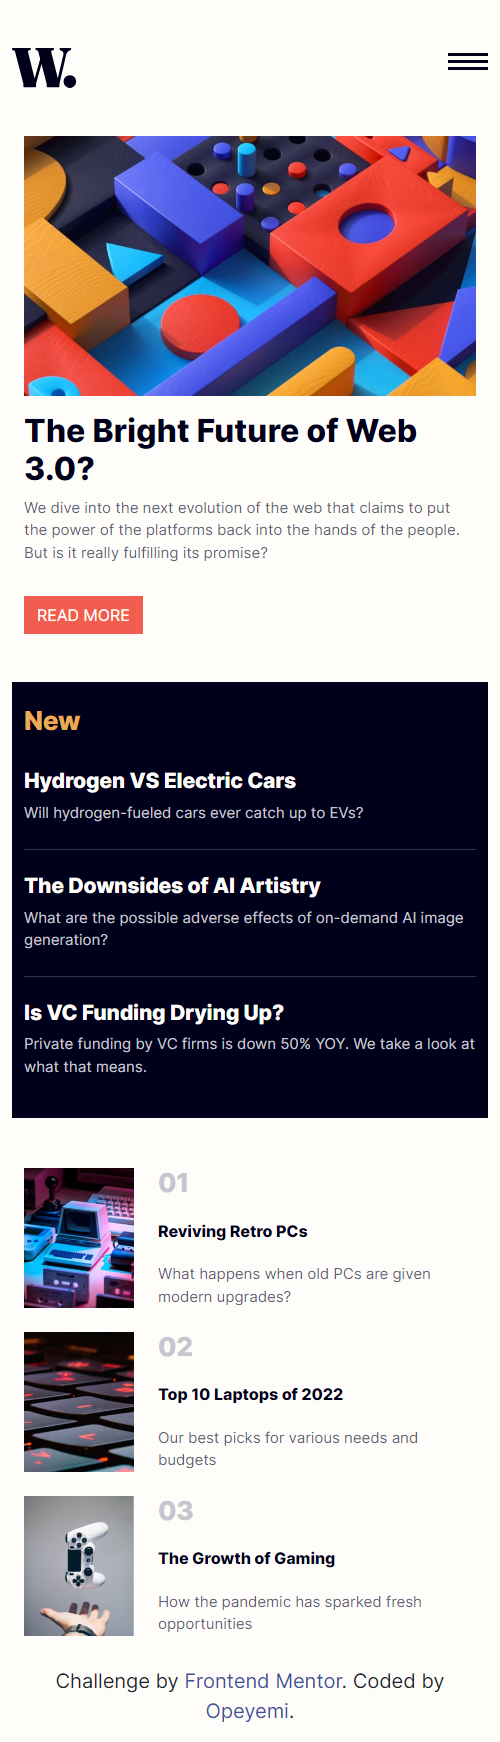 W.
The Bright Future of Web
3.0?
We dive into the next evolution of the web that claims to put
the power of the platforms back into the hands of the people.
But is it really fulfilling its promise?
READ MORE
New
Hydrogen VS Electric Cars
Will hydrogen-fueled cars ever catch up to EVs?
The Downsides of AI Artistry
What are the possible adverse effects of on-demand AI image
generation?
Is VC Funding Drying Up?
Private funding by VC firms is down 50% YOY. We take a look at
what that means.
01
Reviving Retro PCs
What happens when old PCs are given
modern upgrades?
02
Top 10 Laptops of 2022
Our best picks for various needs and
budgets
03
The Growth of Gaming
How the pandemic has sparked fresh
opportunities
Challenge by Frontend Mentor. Coded by
Opeyemi.